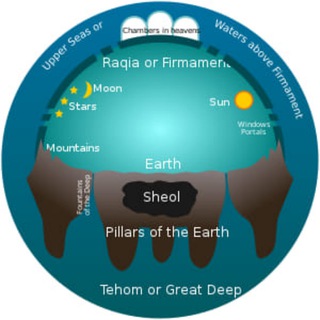 Upper Seas or
Chambers in heavens
Waters above Firmament
Raqia or Firmament
Moon
Stars
Sun
Windows
Portals
Mountains
Earth
Fountains
of the Deep
Sheol
Pillars of the Earth
Tehom or Great Deep